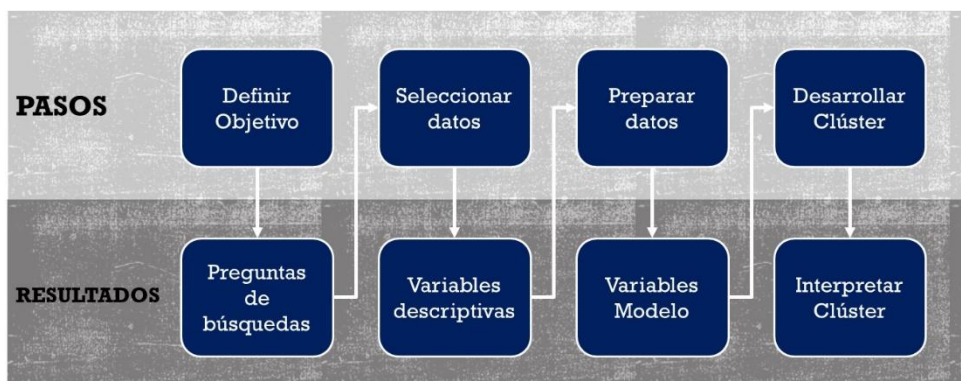 PASOS
Definir
Objetivo
Seleccionar
datos
Preparar
datos
Desarrollar
Clúster
RESULTADOS
Preguntas
de
búsquedas
Variables
descriptivas
Variables
Modelo
Interpretar
Clúster